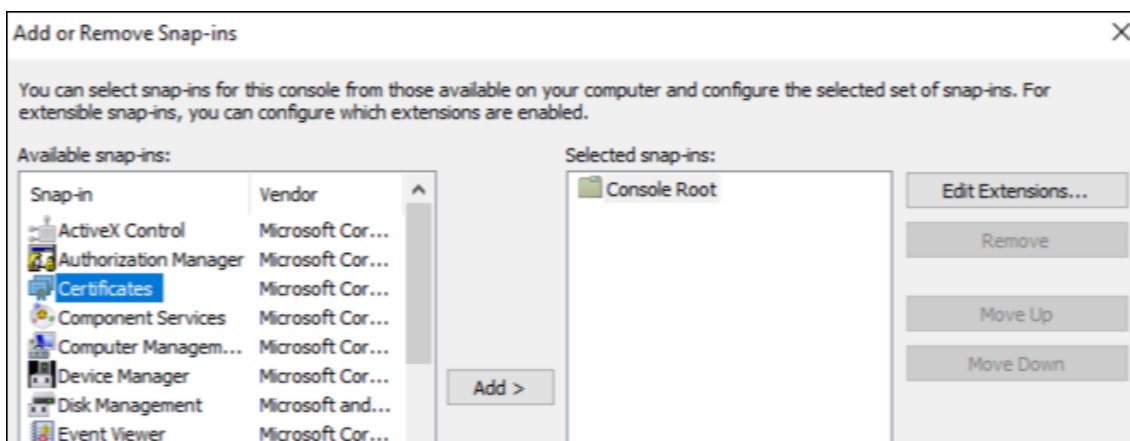 Add or Remove Snap-ins
You can select snap-ins for this console from those available on your computer and configure the selected set of snap-ins. For
extensible snap-ins, you can configure which extensions are enabled.
Available snap-ins:
Snap-in Vendor
ActiveX Control Microsoft Cor...
Authorization Manager Microsoft Cor...
Certificates Microsoft Cor...
Component Services Microsoft Cor...
Computer Managem... Microsoft Cor...
Device Manager Microsoft Cor...
Disk Management Microsoft and...
Event Viewer Microsoft Cor...
Add >
Selected snap-ins:
Console Root
Edit Extensions...
Remove
Move Up
Move Down